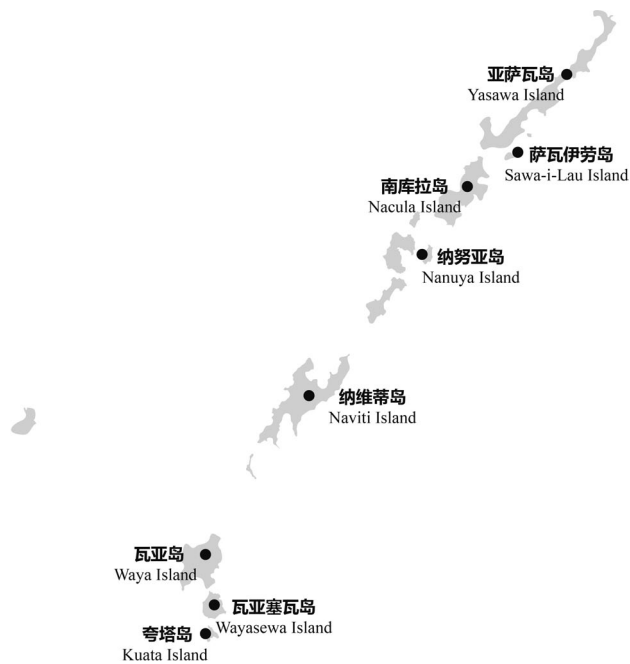 亚萨瓦岛
Yasawa Island
萨瓦伊劳岛
Sawa-i-Lau Island
南库拉岛
Nacula Island
纳努亚岛
Nanuya Island
纳维蒂岛
Naviti Island
瓦亚岛
Waya Island
瓦亚塞瓦岛
Wayasewa Island
夸塔岛
Kuata Island